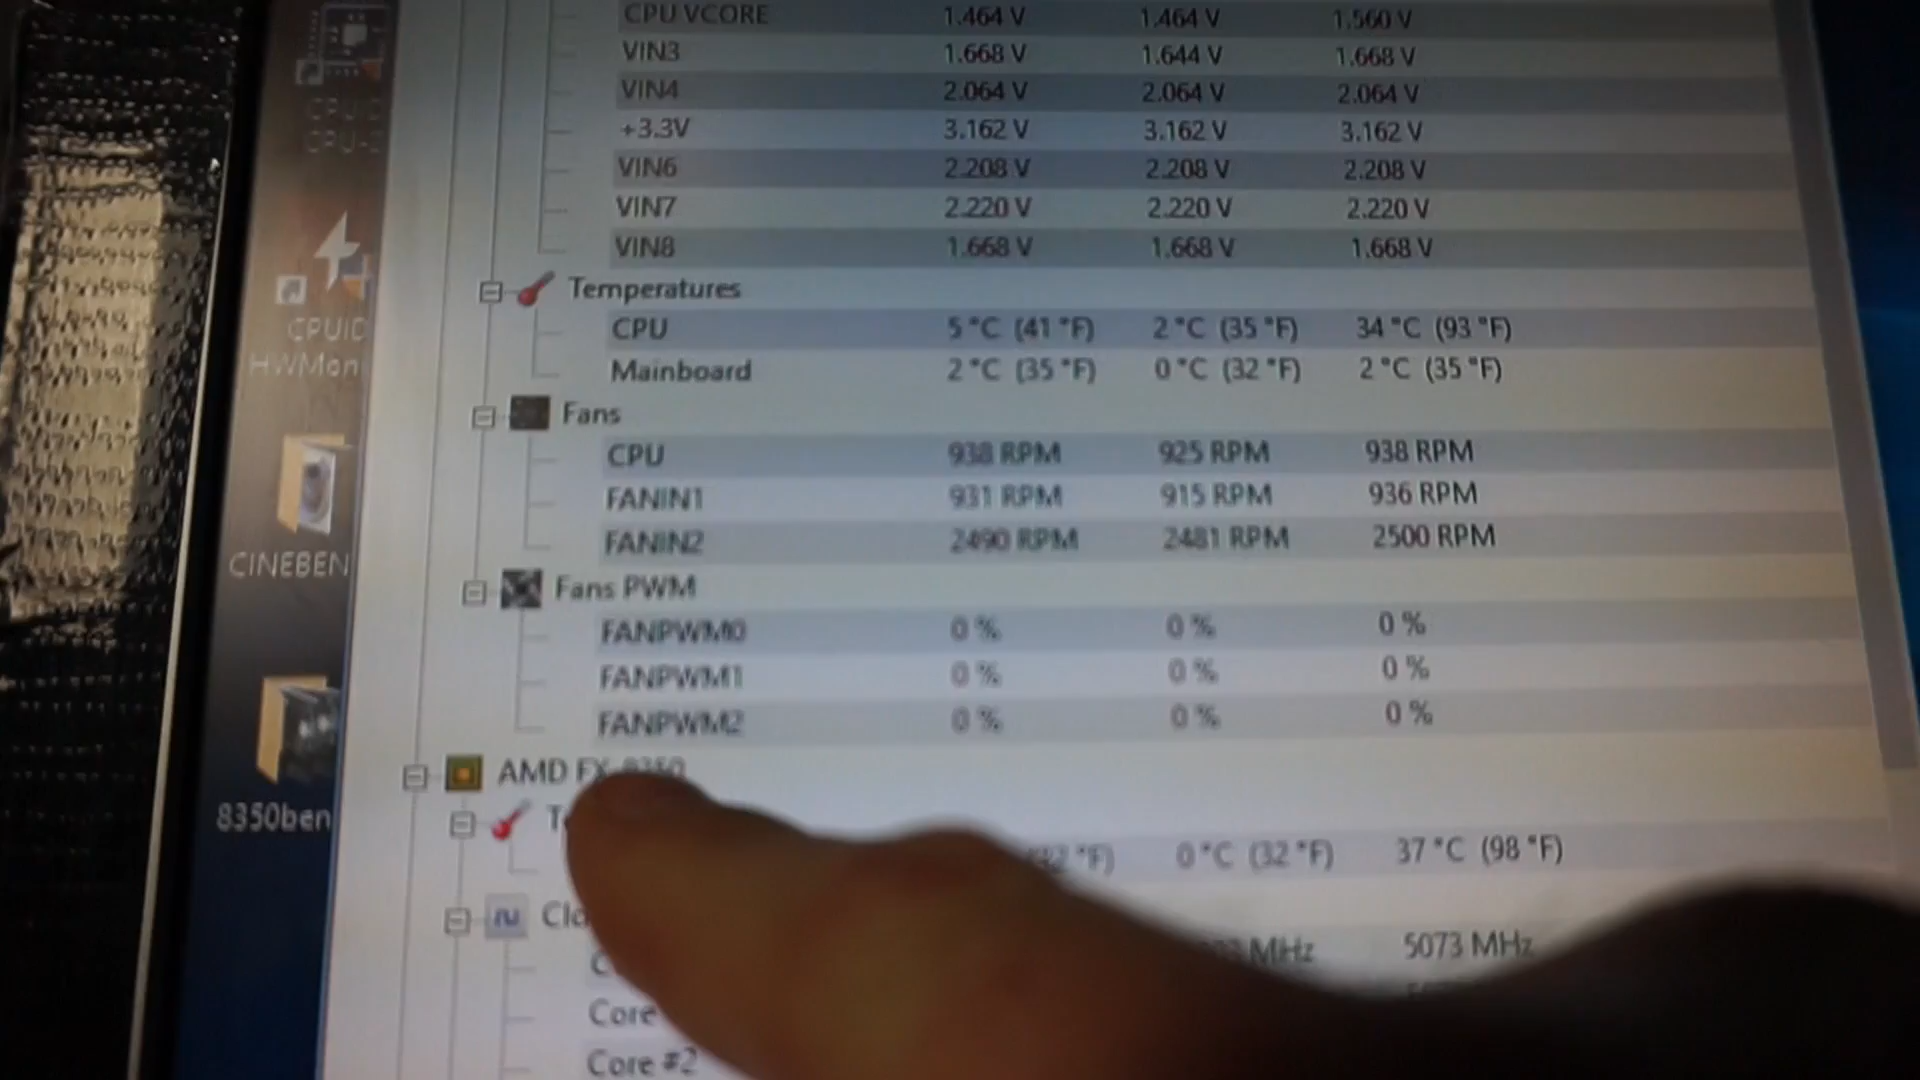 CPU VCORE 1.464 V 1.464 V 1.560 V
VIN3 1.668 V 1.644 V 1.668 V
VIN4 2.064 V 2.064 V 2.064 V
+3.3V 3.162 V 3.162 V 3.162 V
VIN6 2.208 V 2.208 V 2.208 V
VIN7 2.220 V 2.220 V 2.220 V
VIN8 1.668 V 1.668 V 1.668 V
Temperatures
CPU 5 °C (41 °F) 2 °C (35 °F) 34 °C (93 °F)
Mainboard 2 °C (35 °F) 0 °C (32 °F) 2 °C (35 °F)
Fans
CPU 938 RPM 925 RPM 938 RPM
FANIN1 931 RPM 915 RPM 936 RPM
FANIN2 2490 RPM 2481 RPM 2500 RPM
Fans PWM
FANPWM0 0 % 0 % 0 %
FANPWM1 0 % 0 % 0 %
FANPWM2 0 % 0 % 0 %
AMD FX-8350
°F) 0 °C (32 °F) 37 °C (98 °F)
Clo
MHz 5073 MHz
Core
Core #2
CPUID
CPU-Z
CPUID
HWMon
CINEBEN
8350ben